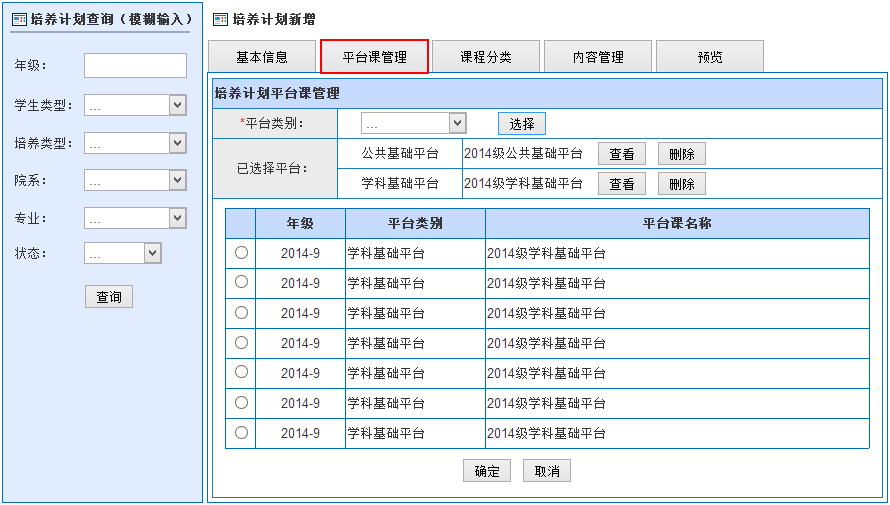 培养计划查询（模糊输入）
年级：
学生类型： ...
培养类型： ...
院系： ...
专业： ...
状态： ...
查询
培养计划新增
基本信息 平台课管理 课程分类 内容管理 预览
培养计划平台课管理
*平台类别： ... 选择
已选择平台：
公共基础平台 2014级公共基础平台 查看 删除
学科基础平台 2014级学科基础平台 查看 删除
年级 平台类别 平台课名称
2014-9 学科基础平台 2014级学科基础平台
2014-9 学科基础平台 2014级学科基础平台
2014-9 学科基础平台 2014级学科基础平台
2014-9 学科基础平台 2014级学科基础平台
2014-9 学科基础平台 2014级学科基础平台
2014-9 学科基础平台 2014级学科基础平台
2014-9 学科基础平台 2014级学科基础平台
确定 取消